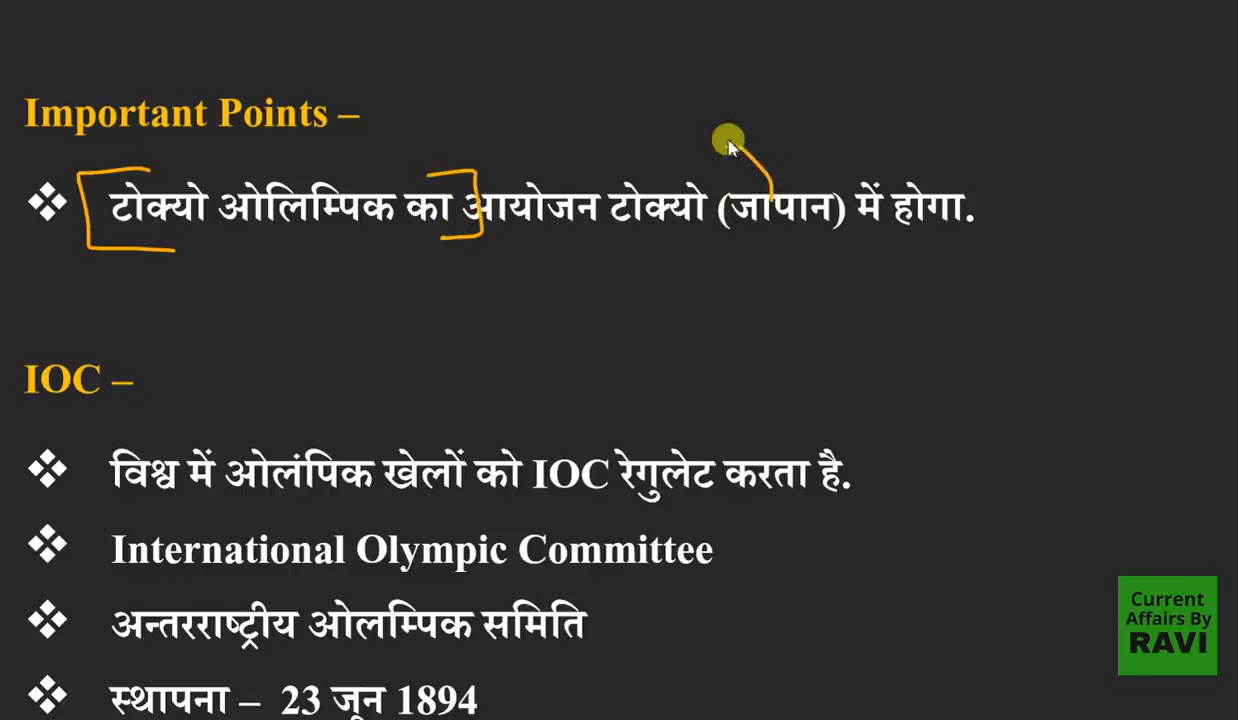 Important Points –
❖ टोक्यो ओलिम्पिक का आयोजन टोक्यो (जापान) में होगा.
IOC –
❖ विश्व में ओलंपिक खेलों को IOC रेगुलेट करता है.
❖ International Olympic Committee
❖ अन्तरराष्ट्रीय ओलम्पिक समिति
❖ स्थापना – 23 जून 1894
Current
Affairs By
RAVI